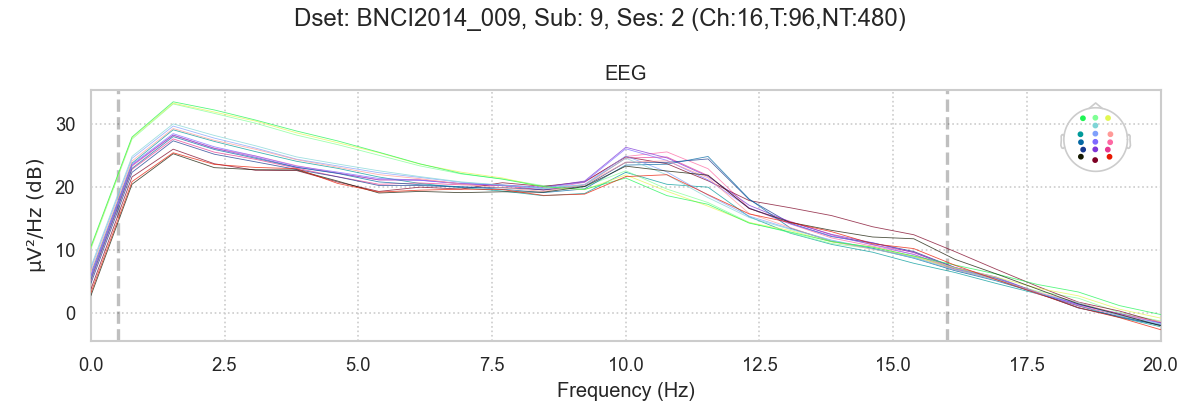 Dset: BNCI2014_009, Sub: 9, Ses: 2 (Ch:16,T:96,NT:480)
EEG
µV²/Hz (dB)
30
20
10
0
0.0 2.5 5.0 7.5 10.0 12.5 15.0 17.5 20.0
Frequency (Hz)